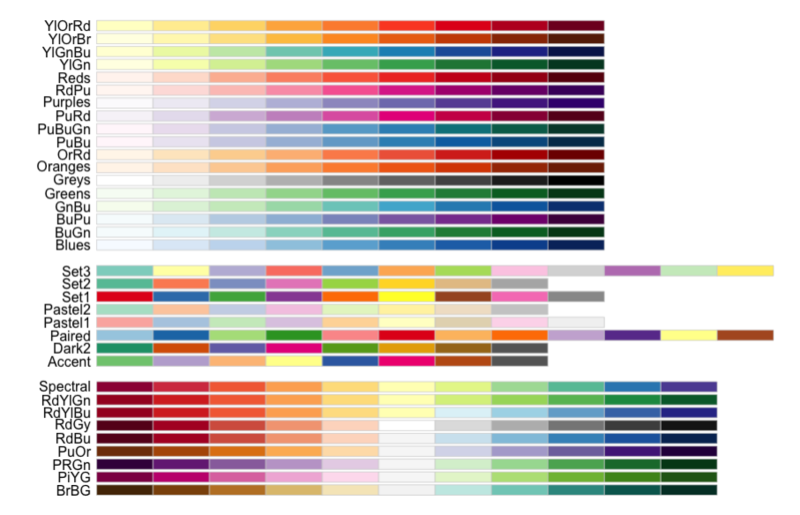 YlOrRd
YlOrBr
YlGnBu
YlGn
Reds
RdPu
Purples
PuRd
PuBuGn
PuBu
OrRd
Oranges
Greys
Greens
GnBu
BuPu
BuGn
Blues
Set3
Set2
Set1
Pastel2
Pastel1
Paired
Dark2
Accent
Spectral
RdYlGn
RdYlBu
RdGy
RdBu
PuOr
PRGn
PiYG
BrBG